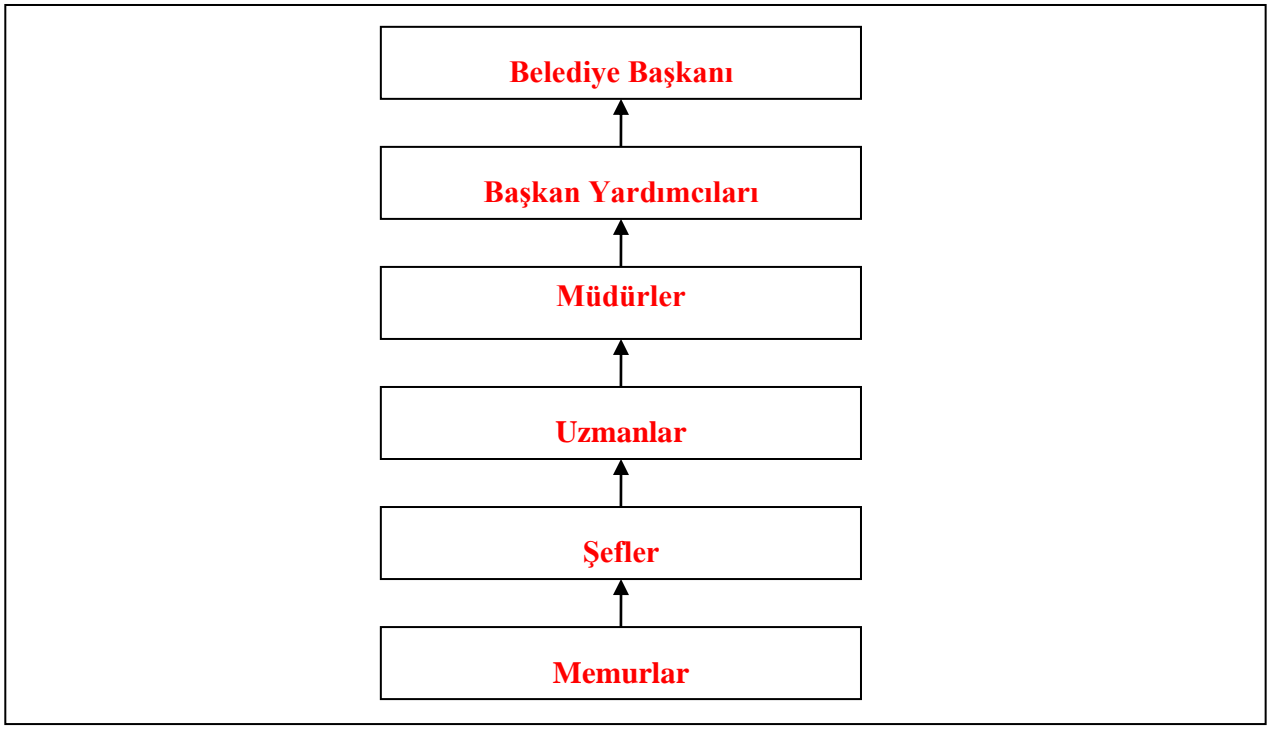 Belediye Başkanı
Başkan Yardımcıları
Müdürler
Uzmanlar
Şefler
Memurlar